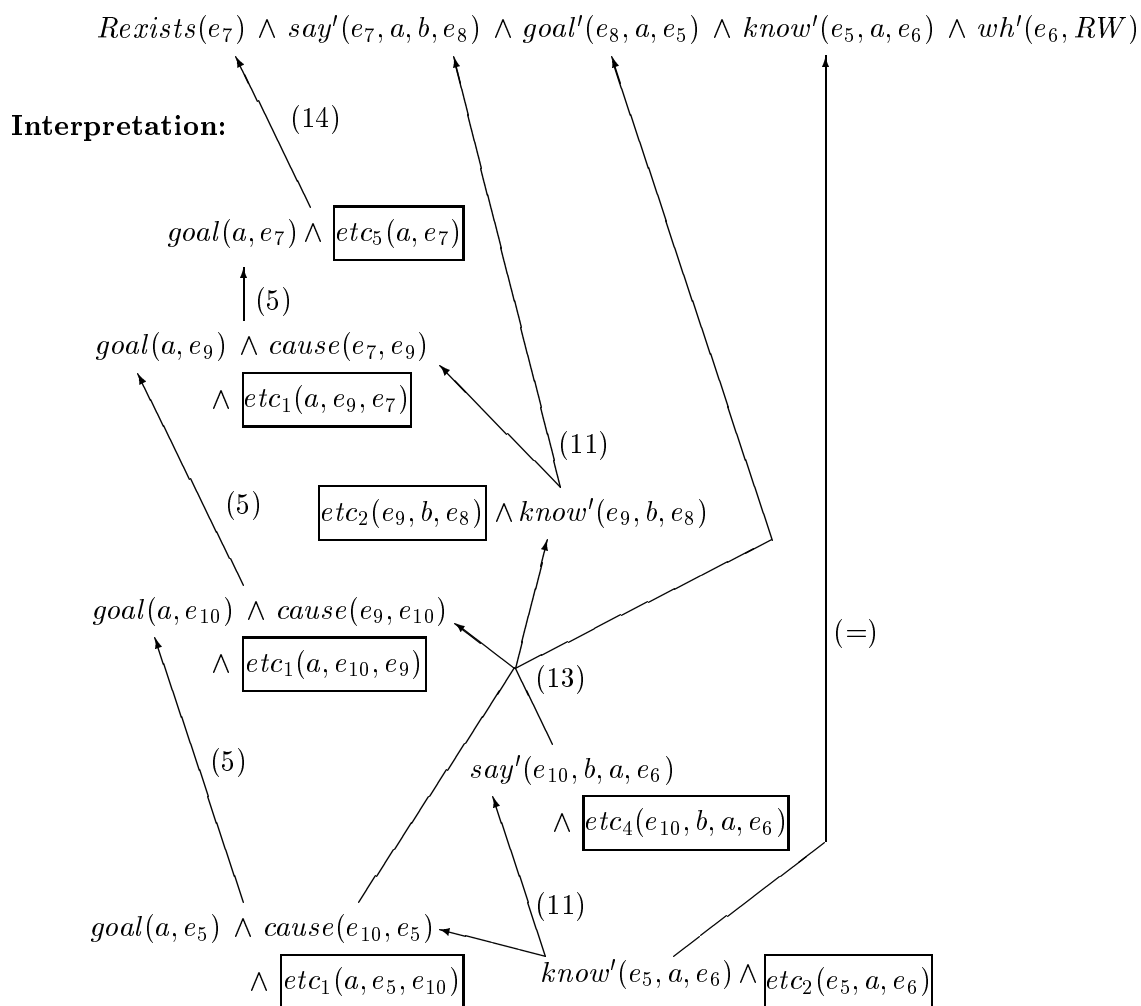 Rexists(e₇) ∧ say′(e₇, a, b, e₈) ∧ goal′(e₈, a, e₅) ∧ know′(e₅, a, e₆) ∧ wh′(e₆, RW)
(14)
Interpretation:
goal(a, e₇) ∧ etc₅(a, e₇)
(5)
goal(a, e₉) ∧ cause(e₇, e₉)
∧ etc₁(a, e₉, e₇)
(11)
(5)
etc₂(e₉, b, e₈) ∧ know′(e₉, b, e₈)
goal(a, e₁₀) ∧ cause(e₉, e₁₀)
(=)
∧ etc₁(a, e₁₀, e₉)
(13)
(5)
say′(e₁₀, b, a, e₆)
∧ etc₄(e₁₀, b, a, e₆)
(11)
goal(a, e₅) ∧ cause(e₁₀, e₅)
∧ etc₁(a, e₅, e₁₀)
know′(e₅, a, e₆) ∧ etc₂(e₅, a, e₆)